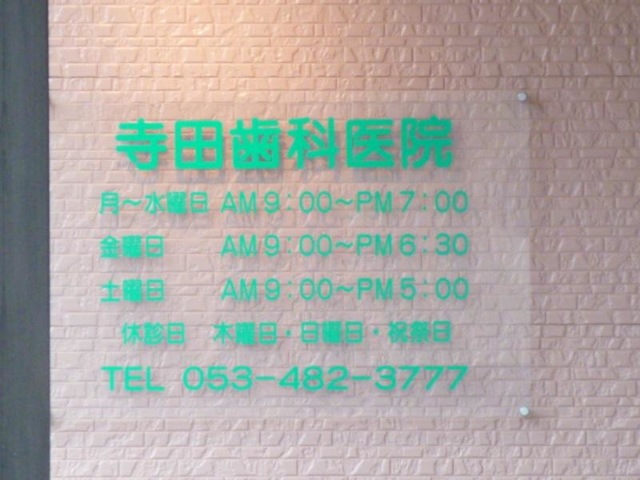 寺田歯科医院
月～水曜日 AM9:00～PM7:00
金曜日 AM9:00～PM6:30
土曜日 AM9:00～PM5:00
休診日 木曜日・日曜日・祝祭日
TEL 053-482-3777